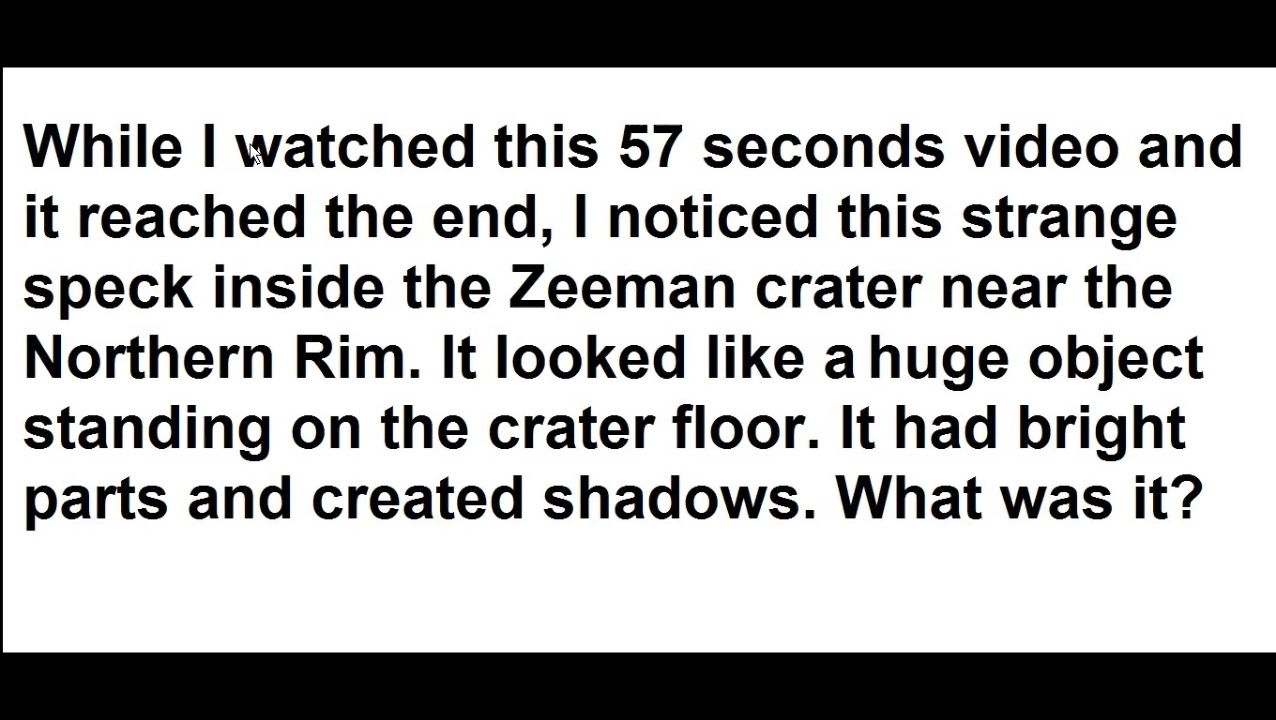 While I watched this 57 seconds video and
it reached the end, I noticed this strange
speck inside the Zeeman crater near the
Northern Rim. It looked like a huge object
standing on the crater floor. It had bright
parts and created shadows. What was it?